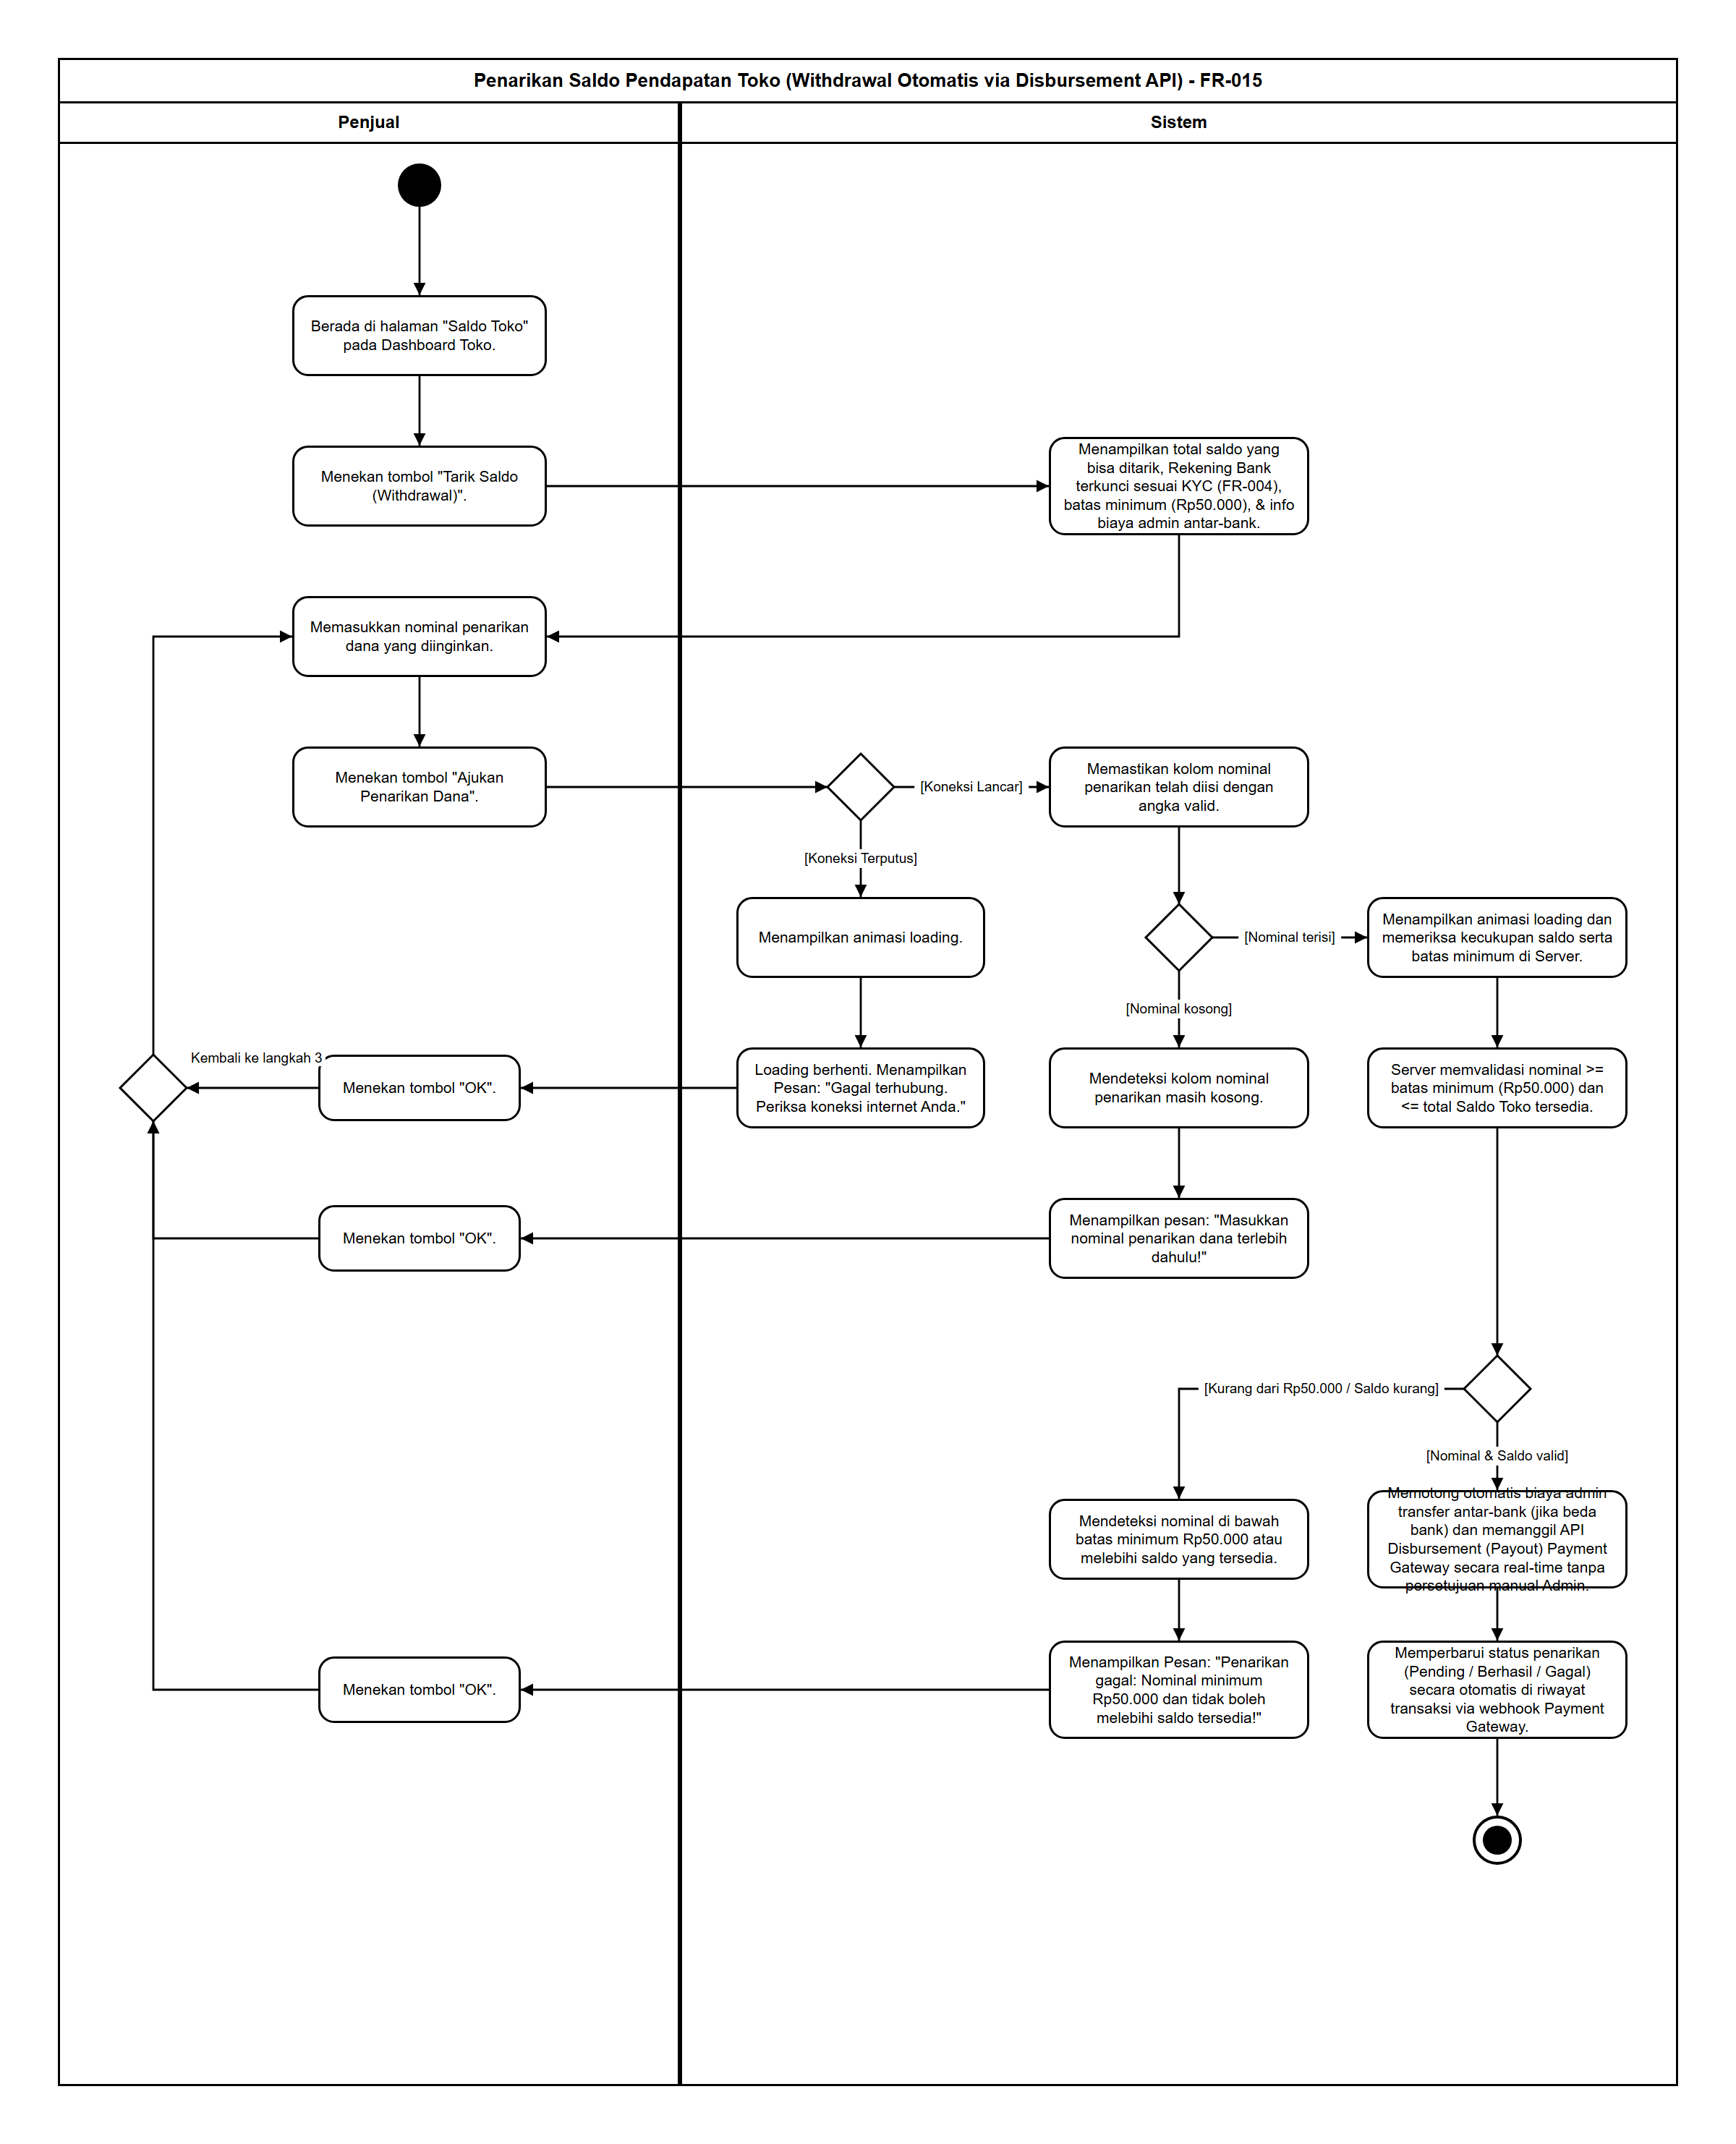 Penarikan Saldo Pendapatan Toko (Withdrawal Otomatis via Disbursement API) - FR-015
Penjual
Sistem
Berada di halaman "Saldo Toko"
pada Dashboard Toko.
Menekan tombol "Tarik Saldo
(Withdrawal)".
Menampilkan total saldo yang
bisa ditarik, Rekening Bank
terkunci sesuai KYC (FR-004),
batas minimum (Rp50.000), & info
biaya admin antar-bank.
Memasukkan nominal penarikan
dana yang diinginkan.
Menekan tombol "Ajukan
Penarikan Dana".
[Koneksi Lancar]
Memastikan kolom nominal
penarikan telah diisi dengan
angka valid.
[Koneksi Terputus]
Menampilkan animasi loading.
[Nominal terisi]
Menampilkan animasi loading dan
memeriksa kecukupan saldo serta
batas minimum di Server.
[Nominal kosong]
Kembali ke langkah 3
Menekan tombol "OK".
Loading berhenti. Menampilkan
Pesan: "Gagal terhubung.
Periksa koneksi internet Anda."
Mendeteksi kolom nominal
penarikan masih kosong.
Server memvalidasi nominal >=
batas minimum (Rp50.000) dan
<= total Saldo Toko tersedia.
Menekan tombol "OK".
Menampilkan pesan: "Masukkan
nominal penarikan dana terlebih
dahulu!"
[Kurang dari Rp50.000 / Saldo kurang]
[Nominal & Saldo valid]
Mendeteksi nominal di bawah
batas minimum Rp50.000 atau
melebihi saldo yang tersedia.
Memotong otomatis biaya admin
transfer antar-bank (jika beda
bank) dan memanggil API
Disbursement (Payout) Payment
Gateway secara real-time tanpa
persetujuan manual Admin.
Menekan tombol "OK".
Menampilkan Pesan: "Penarikan
gagal: Nominal minimum
Rp50.000 dan tidak boleh
melebihi saldo tersedia!"
Memperbarui status penarikan
(Pending / Berhasil / Gagal)
secara otomatis di riwayat
transaksi via webhook Payment
Gateway.